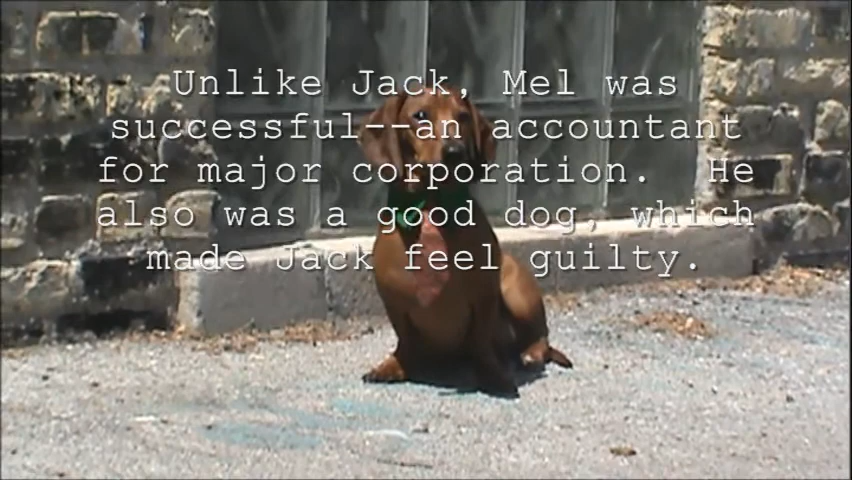 Unlike Jack, Mel was
successful--an accountant
for major corporation.  He
also was a good dog, which
made Jack feel guilty.